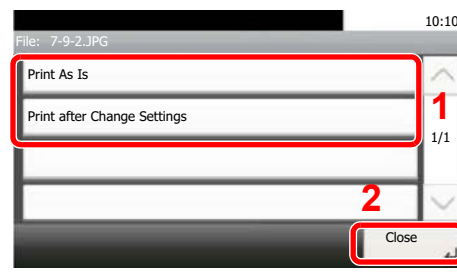 10:10
File: 7-9-2.JPG
Print As Is
1
Print after Change Settings
1/1
2
Close